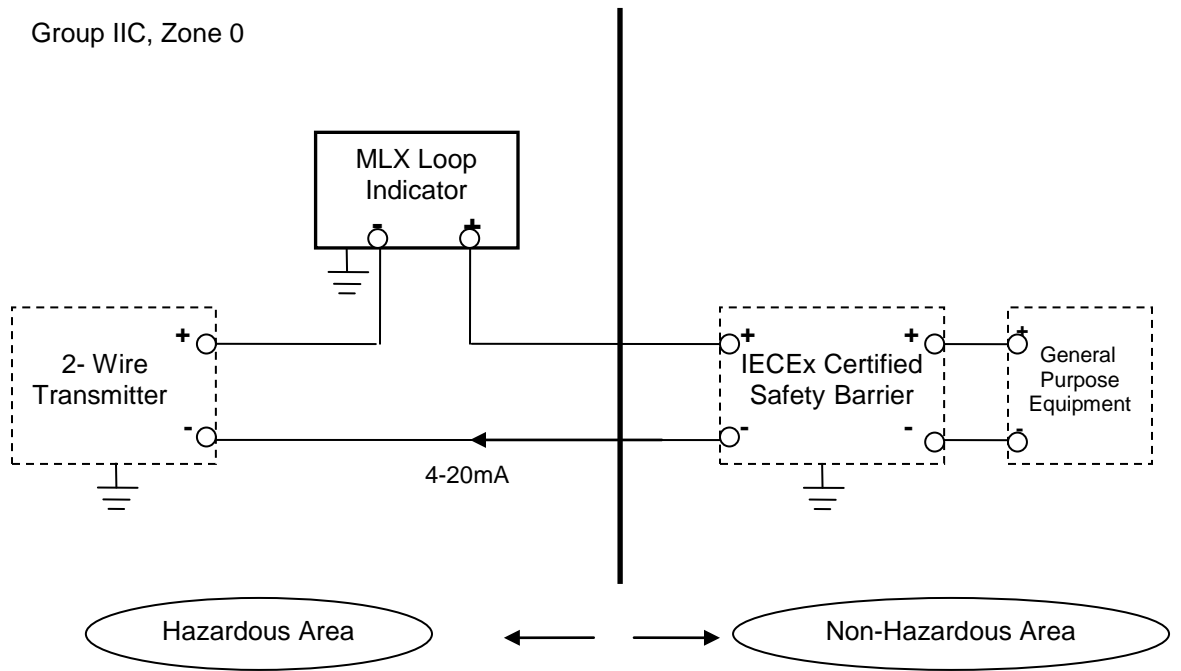 Group IIC, Zone 0
MLX Loop
Indicator
- +
+
2- Wire
Transmitter
-
+ +
IECEx Certified
Safety Barrier
- -
+
General
Purpose
Equipment
-
4-20mA
Hazardous Area
Non-Hazardous Area